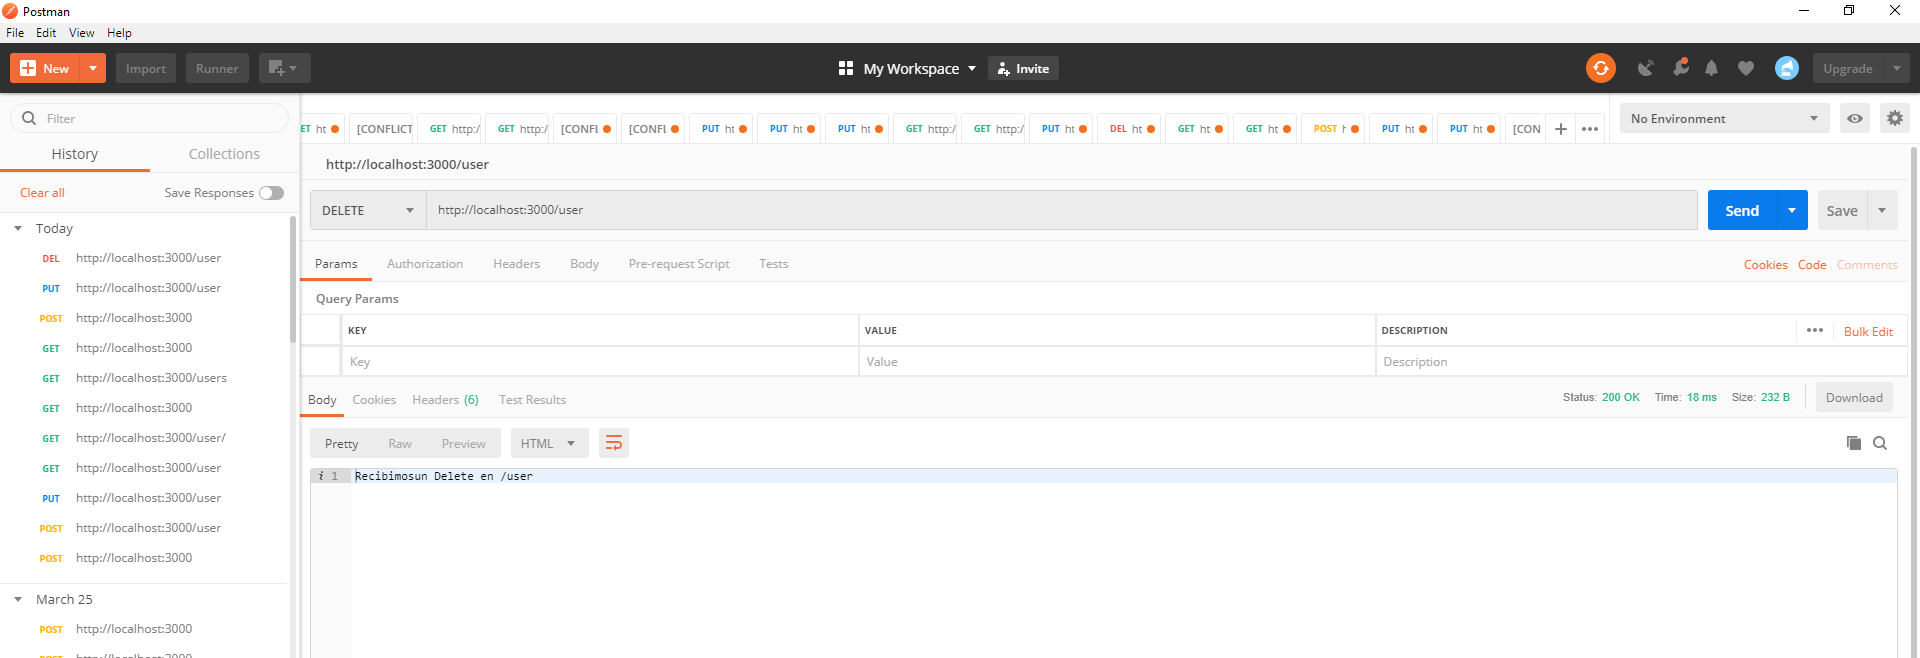 Postman
File Edit View Help
New Import Runner My Workspace Invite Upgrade
Filter
History Collections
Clear all Save Responses
Today
DEL http://localhost:3000/user
PUT http://localhost:3000/user
POST http://localhost:3000
GET http://localhost:3000
GET http://localhost:3000/users
GET http://localhost:3000
GET http://localhost:3000/user/
GET http://localhost:3000/user
PUT http://localhost:3000/user
POST http://localhost:3000/user
POST http://localhost:3000
March 25
POST http://localhost:3000
POST http://localhost:3000
ET ht [CONFLICT GET http:/ GET http:/ [CONFL [CONFL PUT ht PUT ht PUT ht GET http:/ GET http:/ PUT ht DEL ht GET ht GET ht POST h PUT ht PUT ht [CON + ••• No Environment
http://localhost:3000/user
DELETE http://localhost:3000/user Send Save
Params Authorization Headers Body Pre-request Script Tests Cookies Code Comments
Query Params
KEY VALUE DESCRIPTION ••• Bulk Edit
Key Value Description
Body Cookies Headers (6) Test Results Status: 200 OK Time: 18 ms Size: 232 B Download
Pretty Raw Preview HTML
i 1 Recibimosun Delete en /user